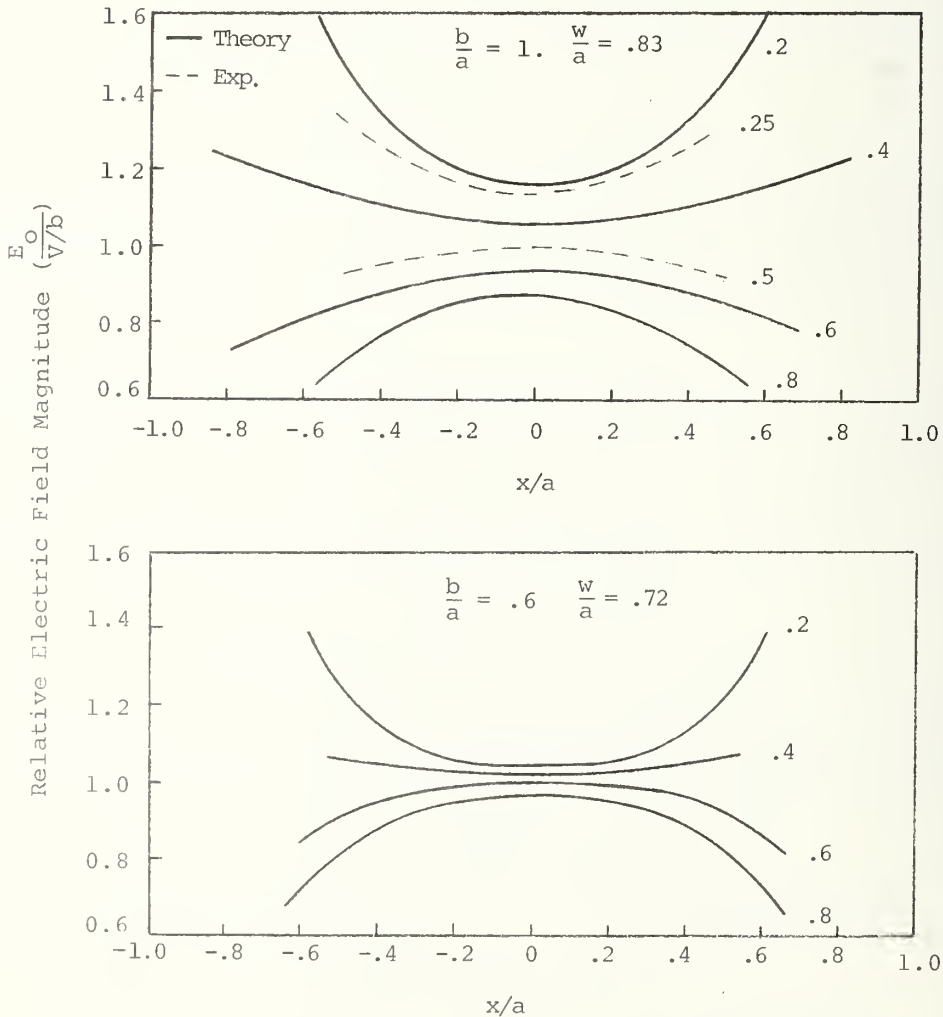 Relative Electric Field Magnitude (E_o / V/b)
1.6
1.4
1.2
1.0
0.8
0.6
Theory
Exp.
b/a = 1. w/a = .83
.2
.25
.4
.5
.6
.8
-1.0 -.8 -.6 -.4 -.2 0 .2 .4 .6 .8 1.0
x/a
1.6
1.4
1.2
1.0
0.8
0.6
b/a = .6 w/a = .72
.2
.4
.6
.8
-1.0 -.8 -.6 -.4 -.2 0 .2 .4 .6 .8 1.0
x/a